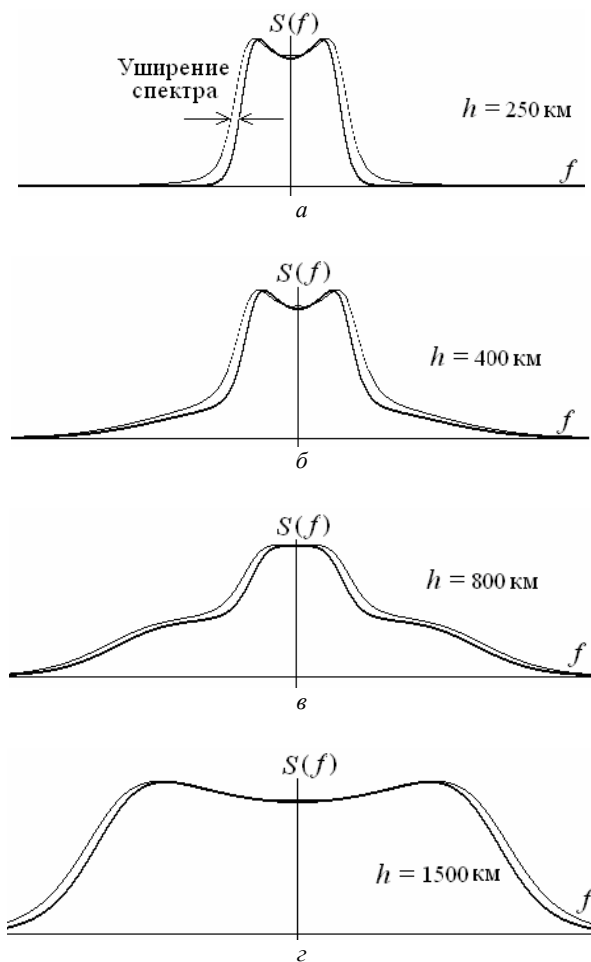 S(f)
Уширение
спектра
h = 250 км
f
а
S(f)
h = 400 км
f
б
S(f)
h = 800 км
f
в
S(f)
h = 1500 км
f
г